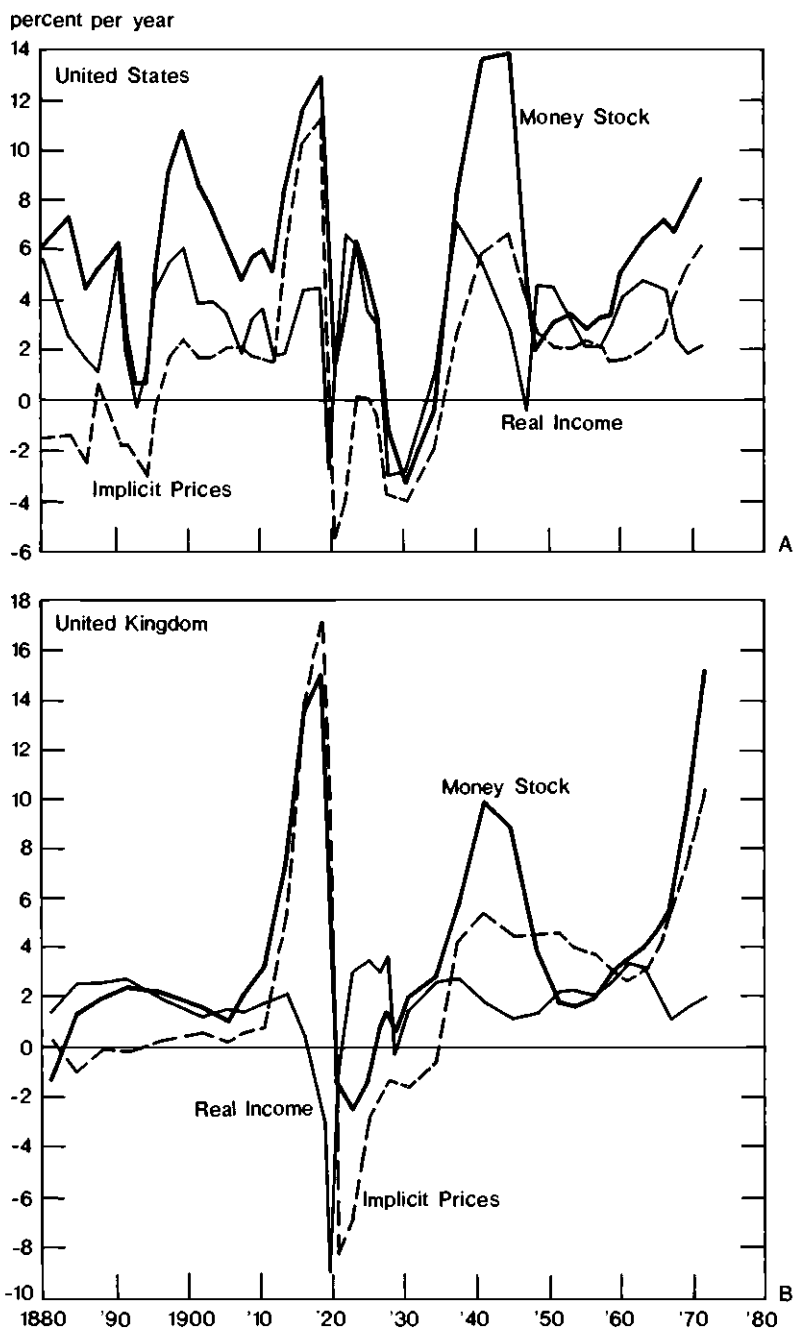 percent per year
14
United States
12
Money Stock
10
8
6
4
2
0
Real Income
-2
Implicit Prices
-4
-6
A
18
United Kingdom
16
14
12
Money Stock
10
8
6
4
2
0
Real Income
-2
-4
Implicit Prices
-6
-8
-10
B
1880 '90 1900 '10 '20 '30 '40 '50 '60 '70 '80